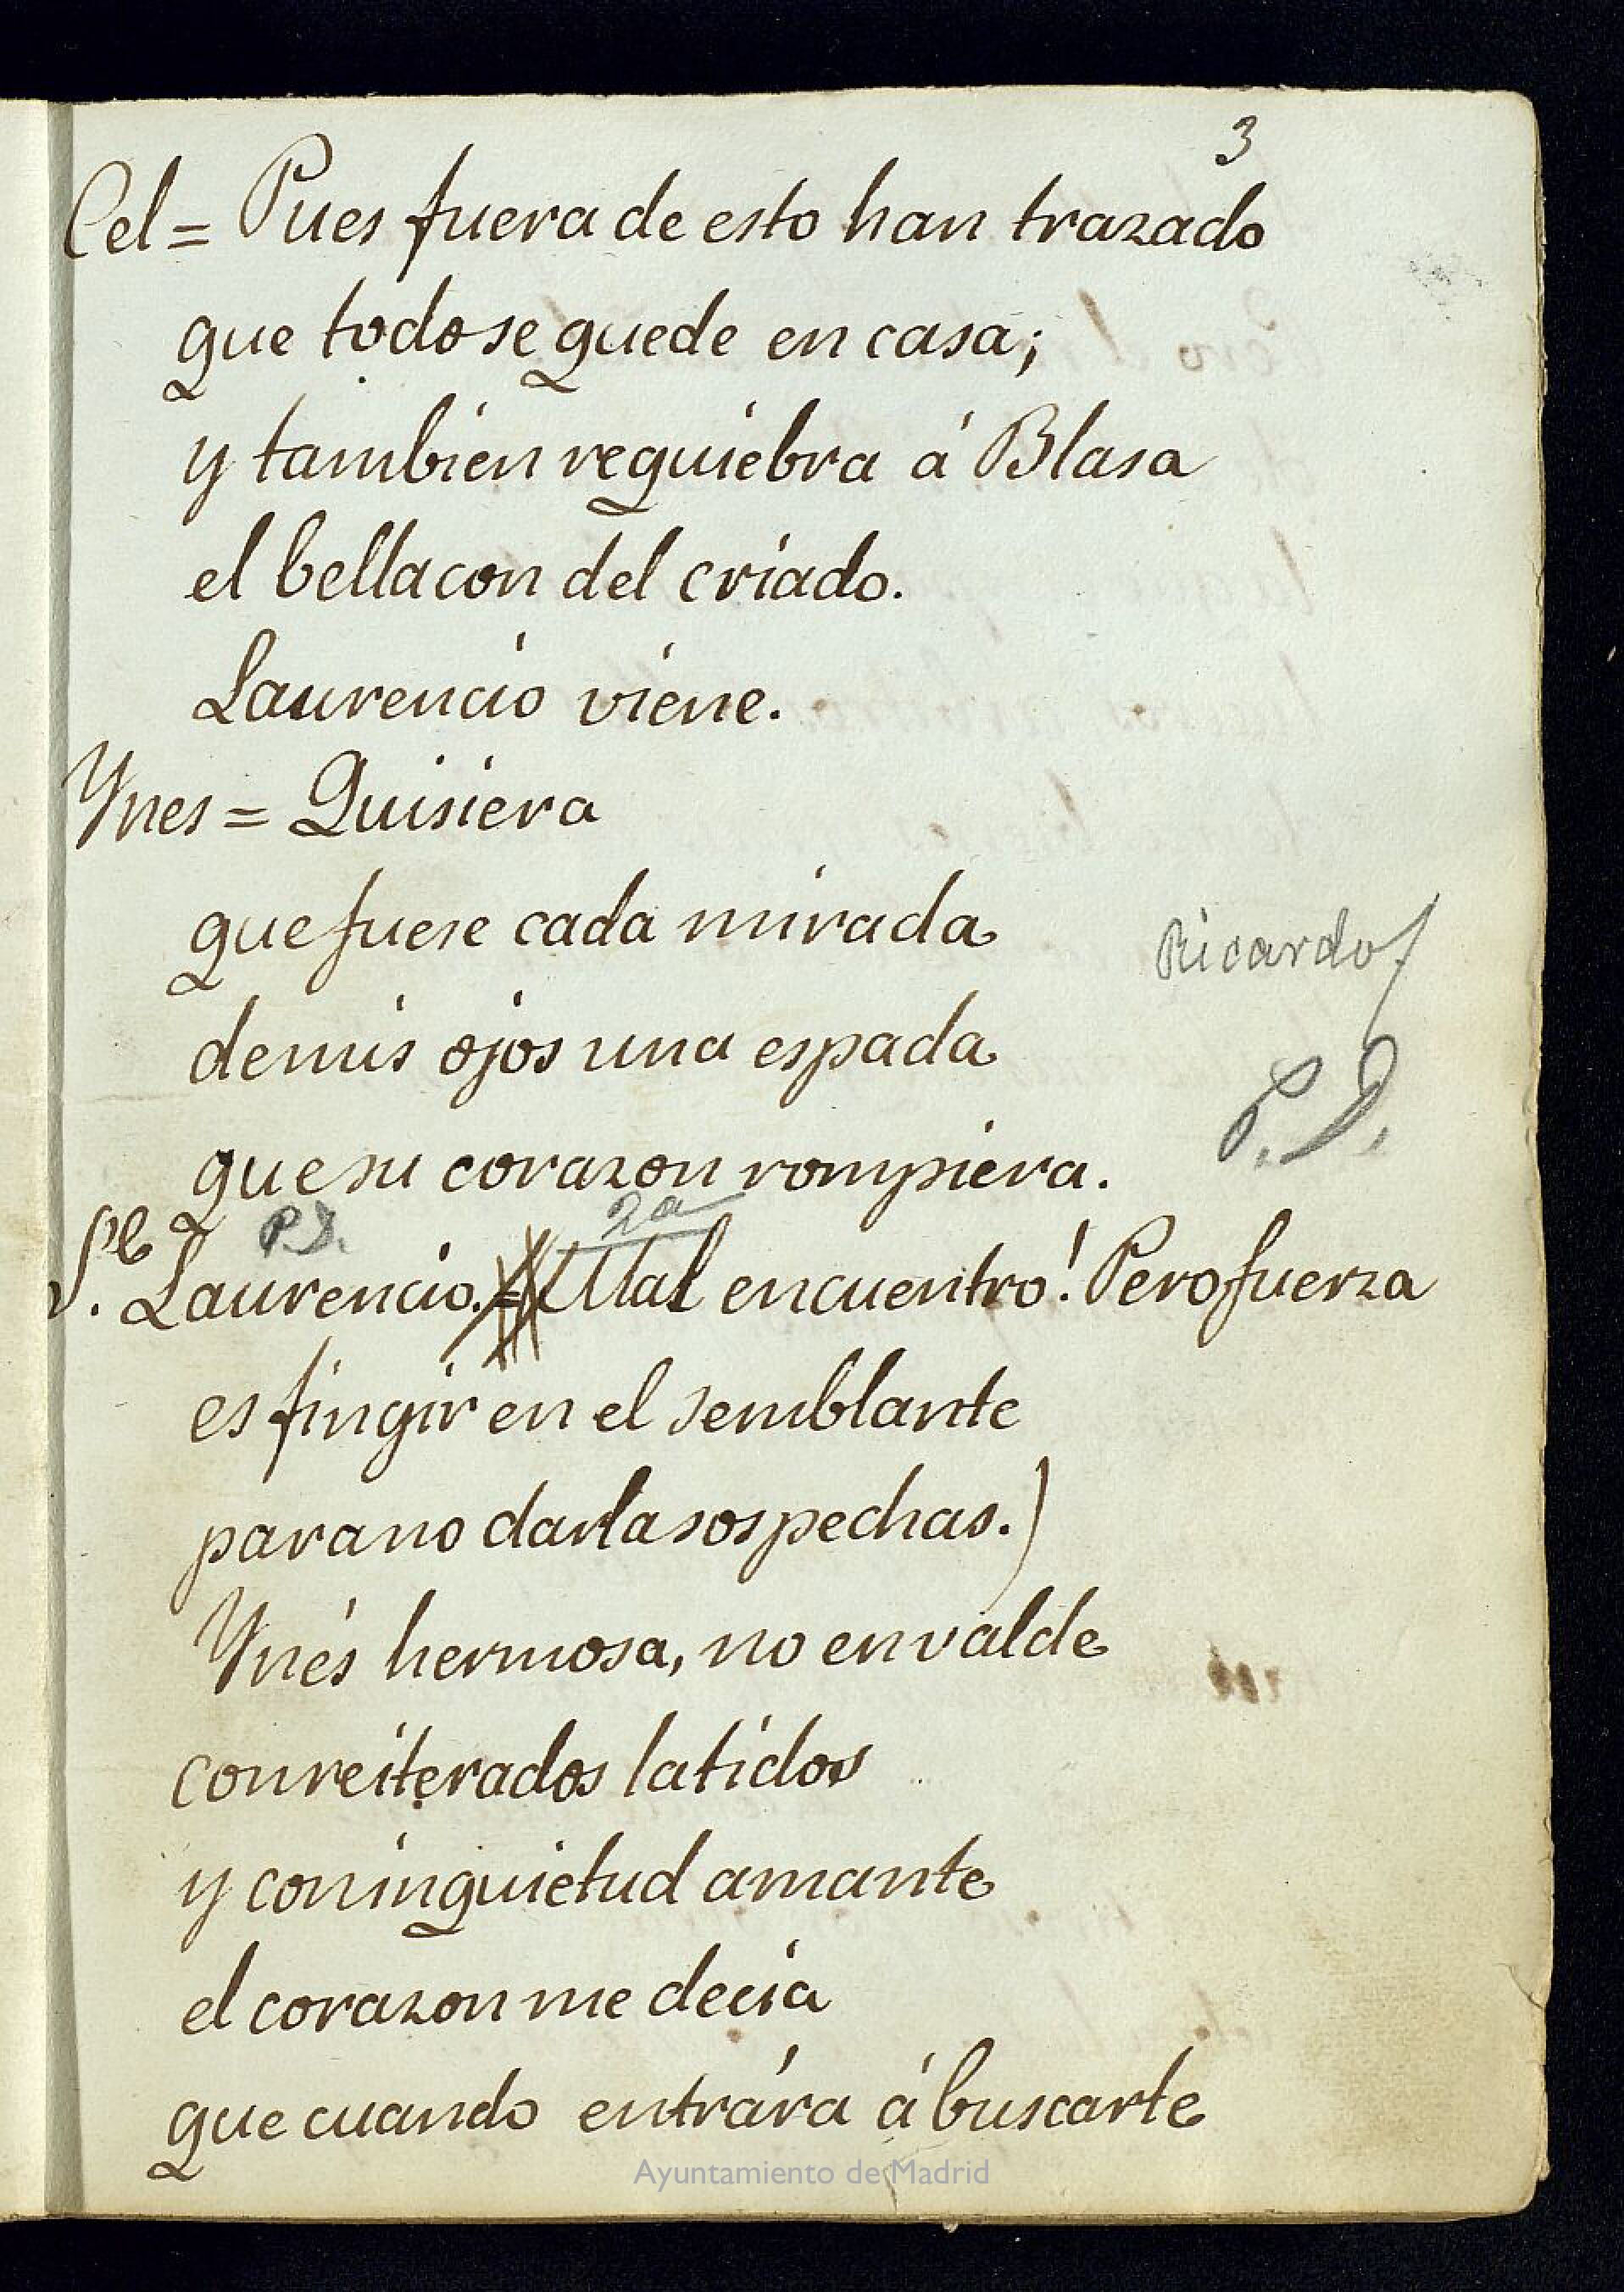 3
Cel = Pues fuera de esto han trazado
que todo se quede en casa;
y tambien requiebra á Blasa
el bellacon del criado.
Laurencio viene.
Ynes = Quisiera
que fuese cada mirada
Ricardo
de mis ojos una espada
P. D.
que su corazon rompiera.
P.D. 2a
Laurencio. = (Mal encuentro! Pero fuerza
es fingir en el semblante
para no darla sospechas.)
Ynés hermosa, no en valde
con reiterados latidos
y con inquietud amante
el corazon me decia
que cuando entrára á buscarte
Ayuntamiento de Madrid